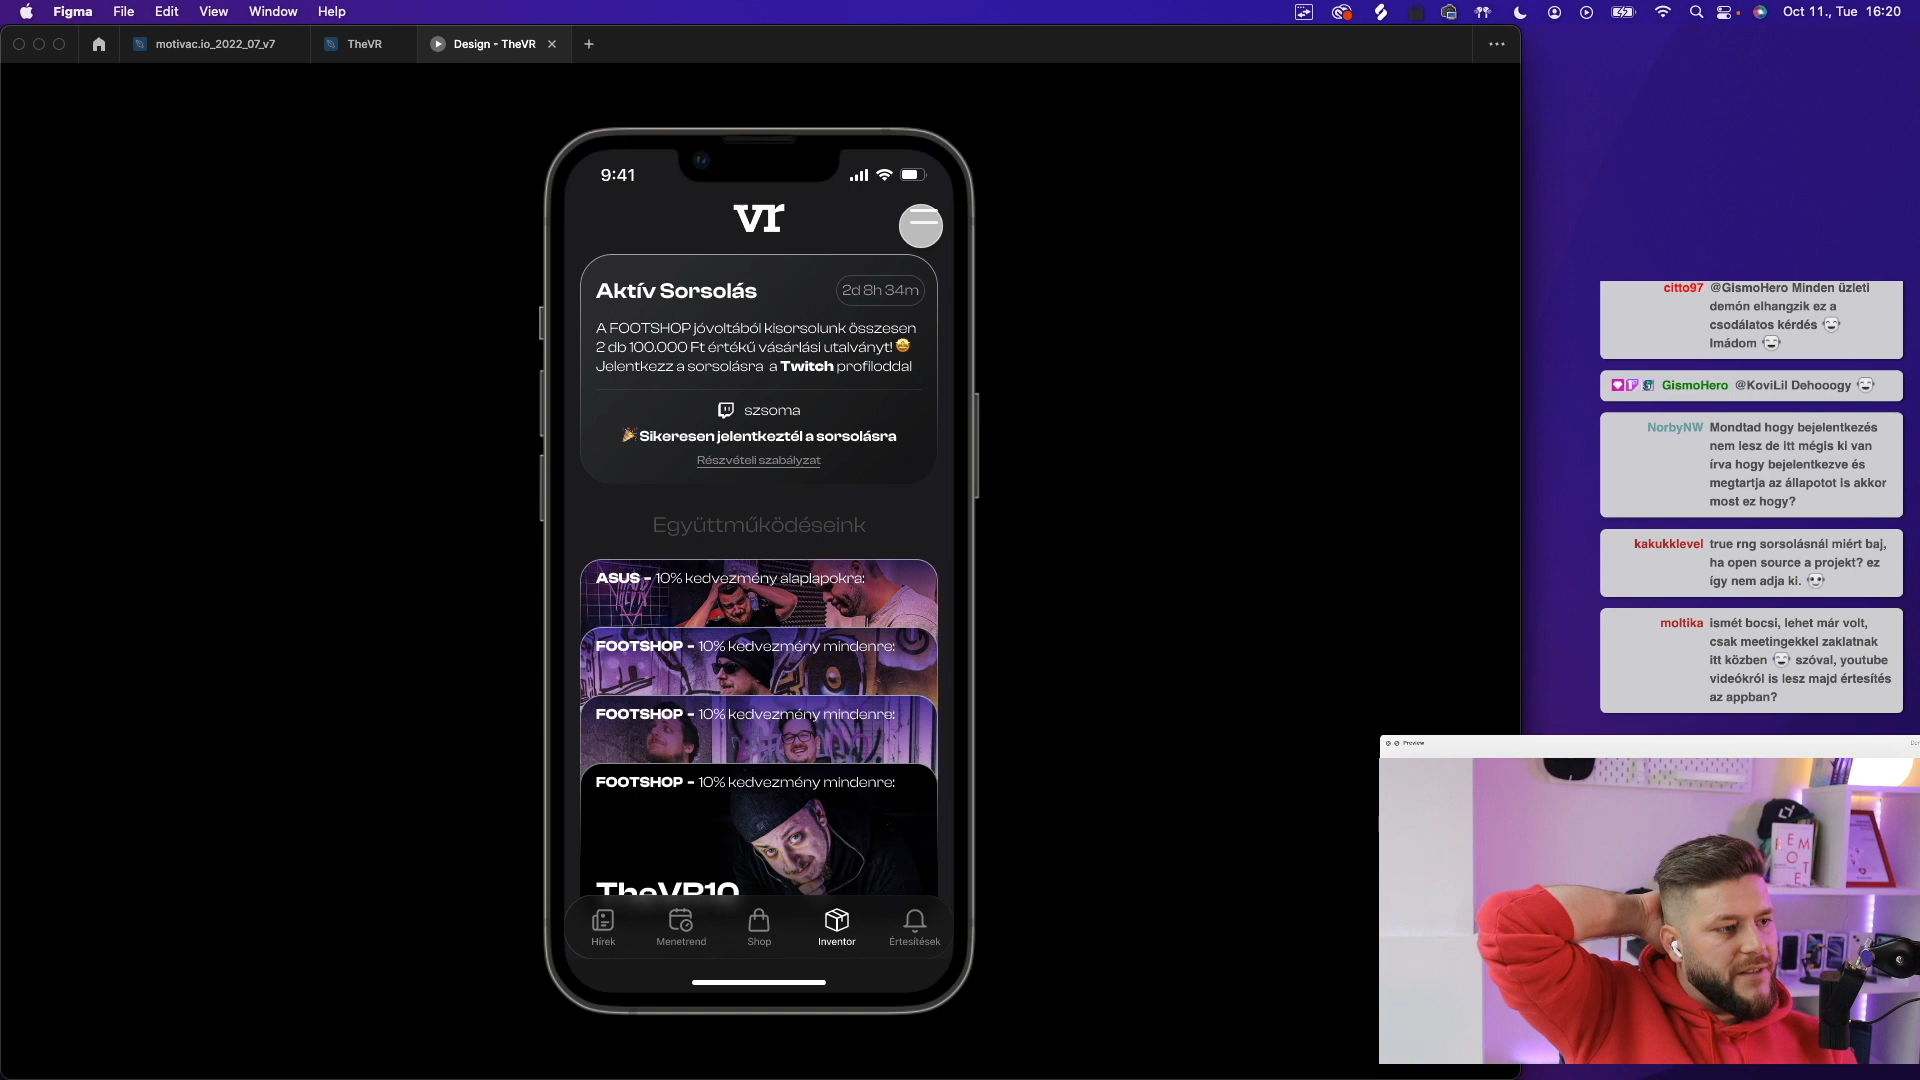 Figma File Edit View Window Help
Oct 11., Tue 16:20
motivac.io_2022_07_v7
TheVR
Design - TheVR
9:41
vr
Aktív Sorsolás
2d 8h 34m
A FOOTSHOP jóvoltából kisorsolunk összesen
2 db 100.000 Ft értékű vásárlási utalványt! 🤩
Jelentkezz a sorsolásra a Twitch profiloddal
szsoma
🎉Sikeresen jelentkeztél a sorsolásra
Részvételi szabályzat
Együttműködéseink
ASUS - 10% kedvezmény alaplapokra:
FOOTSHOP - 10% kedvezmény mindenre:
FOOTSHOP - 10% kedvezmény mindenre:
FOOTSHOP - 10% kedvezmény mindenre:
TheVR10
Hírek
Menetrend
Shop
Inventor
Értesítések
citto97 @GismoHero Minden üzleti
demón elhangzik ez a
csodálatos kérdés
Imádom
GismoHero @KoviLil Dehooogy
NorbyNW Mondtad hogy bejelentkezés
nem lesz de itt mégis ki van
írva hogy bejelentkezve és
megtartja az állapotot is akkor
most ez hogy?
kakukklevel true rng sorsolásnál miért baj,
ha open source a projekt? ez
így nem adja ki.
moltika ismét bocsi, lehet már volt,
csak meetingekkel zaklatnak
itt közben szóval, youtube
videókról is lesz majd értesítés
az appban?
Preview
REMOTE